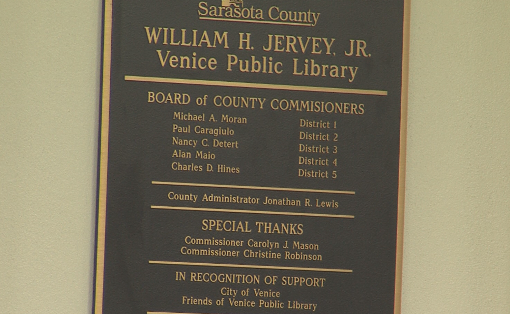 Sarasota County
WILLIAM H. JERVEY, JR.
Venice Public Library
BOARD of COUNTY COMMISIONERS
Michael A. Moran District 1
Paul Caragiulo District 2
Nancy C. Detert District 3
Alan Maio District 4
Charles D. Hines District 5
County Administrator Jonathan R. Lewis
SPECIAL THANKS
Commissioner Carolyn J. Mason
Commissioner Christine Robinson
IN RECOGNITION OF SUPPORT
City of Venice
Friends of Venice Public Library